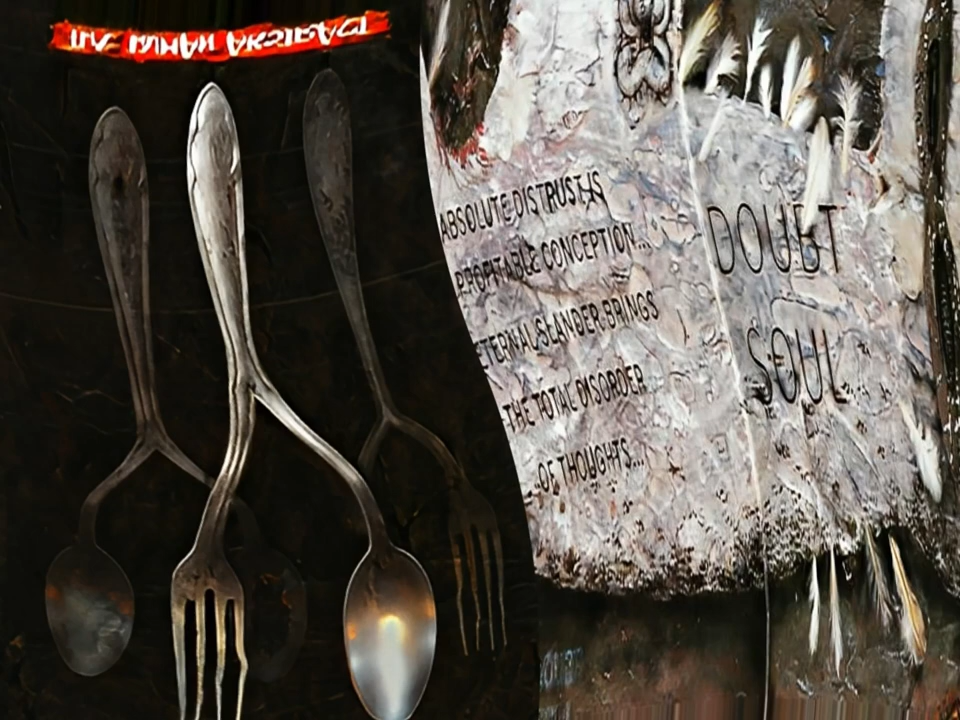 ABSOLUTE DISTRUST IS
PROFITABLE CONCEPTION...
ETERNAL SLANDER BRINGS
THE TOTAL DISORDER
OF THOUGHTS...
DOUBT
SOUL